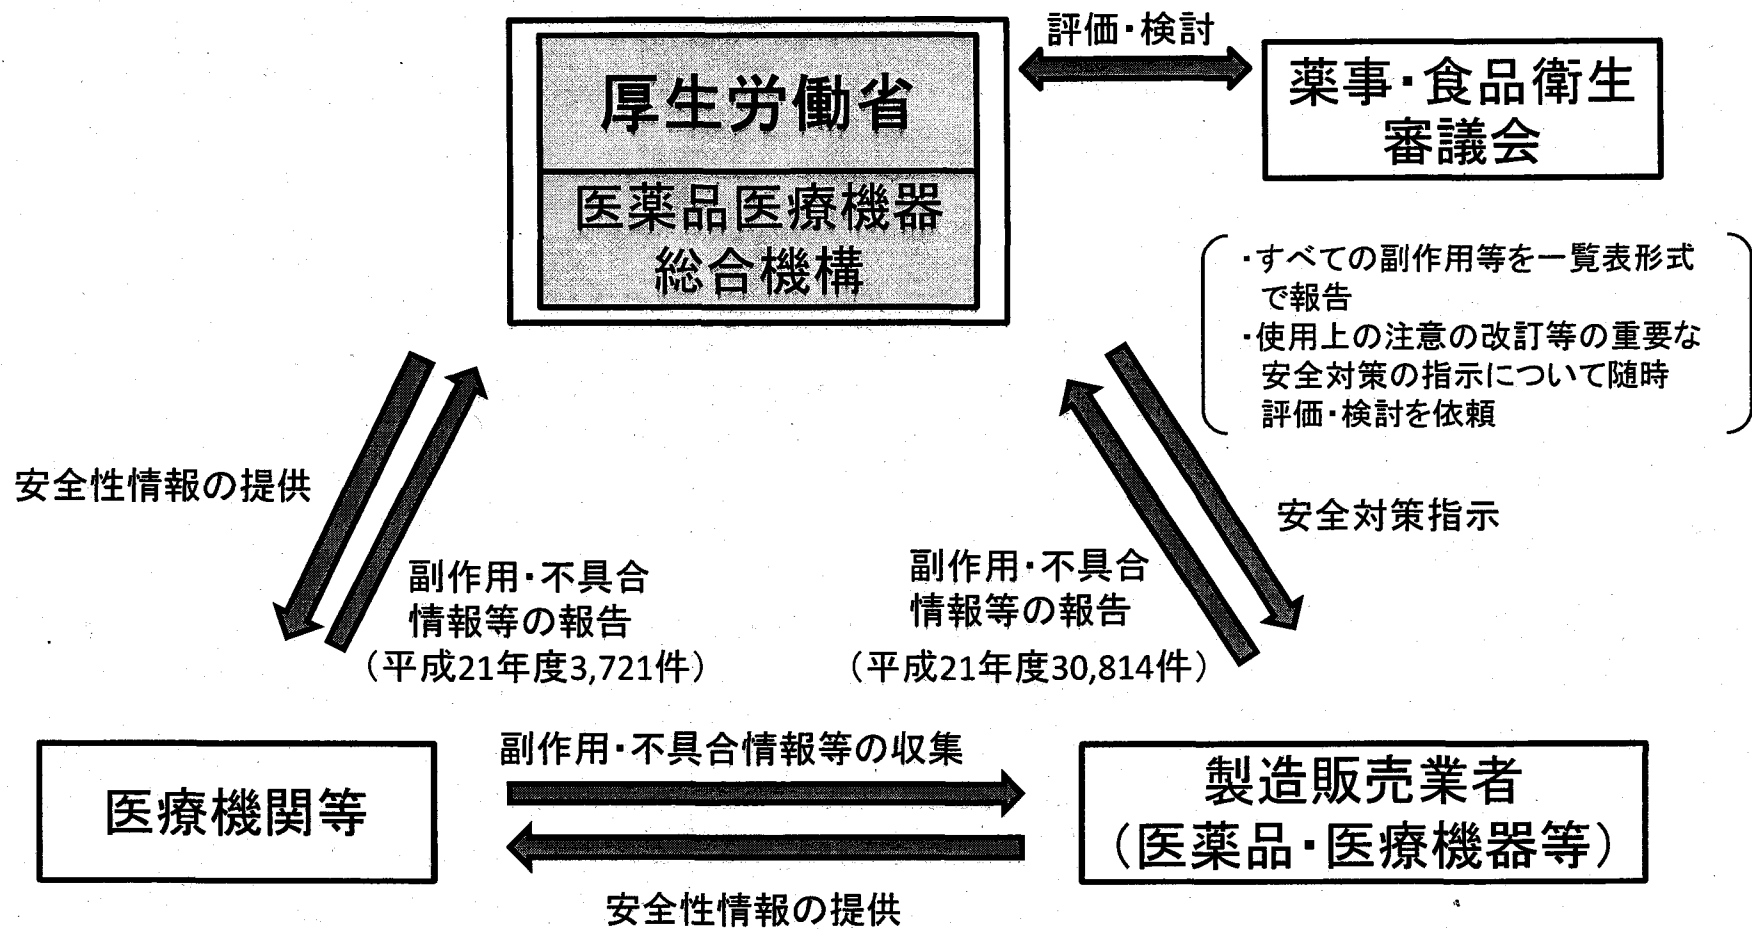 厚生労働省
医薬品医療機器
総合機構
評価・検討
薬事・食品衛生
審議会
・すべての副作用等を一覧表形式
で報告
・使用上の注意の改訂等の重要な
安全対策の指示について随時
評価・検討を依頼
安全性情報の提供
副作用・不具合
情報等の報告
（平成21年度3,721件）
副作用・不具合
情報等の報告
（平成21年度30,814件）
安全対策指示
医療機関等
副作用・不具合情報等の収集
安全性情報の提供
製造販売業者
（医薬品・医療機器等）